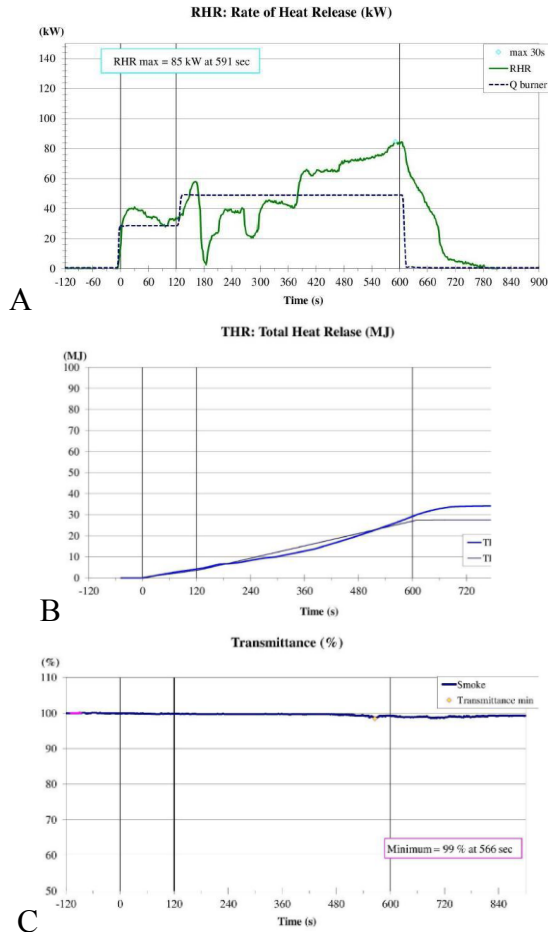 RHR: Rate of Heat Release (kW)
(kW)
140
120
100
80
60
40
20
0
RHR max = 85 kW at 591 sec
max 30s
RHR
Q burner
-120 -60 0 60 120 180 240 300 360 420 480 540 600 660 720 780 840 900
Time (s)
A
THR: Total Heat Relase (MJ)
(MJ)
100
90
80
70
60
50
40
30
20
10
0
TI
TI
-120 0 120 240 360 480 600 720
Time (s)
B
Transmittance (%)
(%)
110
100
90
80
70
60
50
Smoke
Transmittance min
Minimum = 99 % at 566 sec
-120 0 120 240 360 480 600 720
Time (s)
C